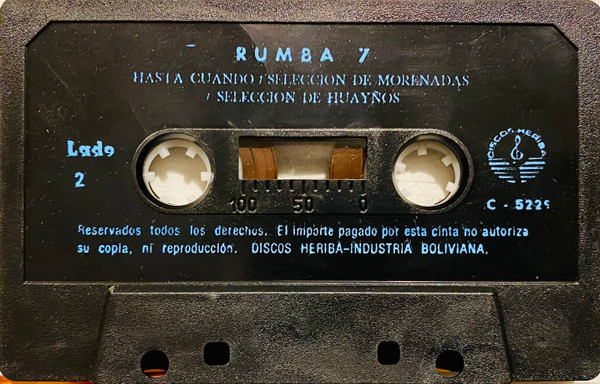 RUMBA 7
HASTA CUANDO / SELECCION DE MORENADAS
/ SELECCION DE HUAYÑOS
Lado
2
100 50 0
DISCOS HERIBA
C - 5225
Reservados todos los derechos. El importe pagado por esta cinta no autoriza
su copia, ni reproducción. DISCOS HERIBA-INDUSTRIA BOLIVIANA.